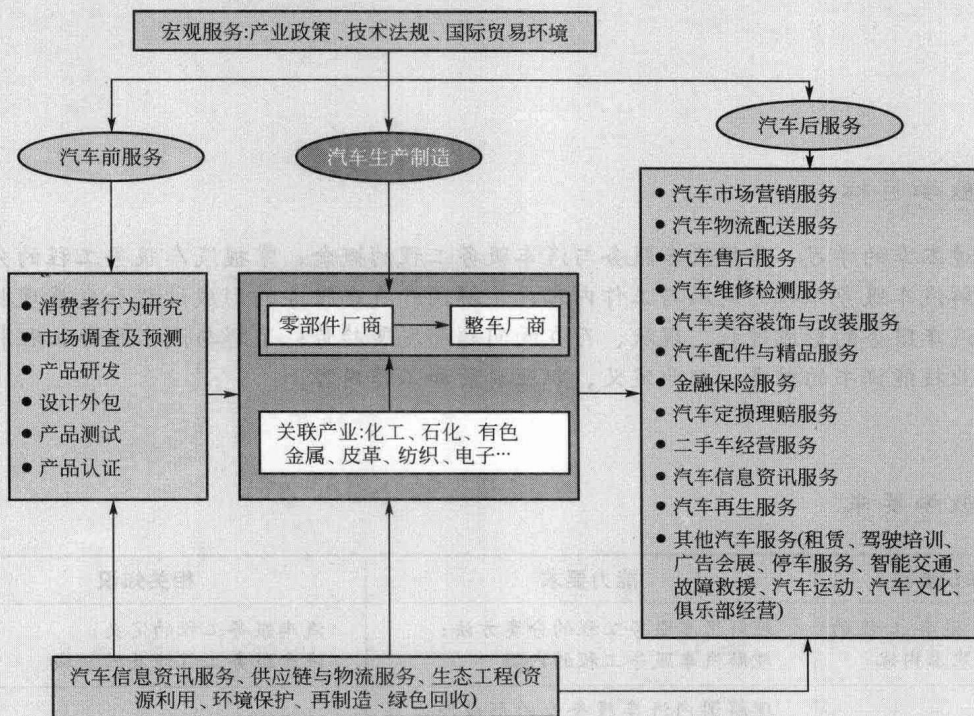 宏观服务:产业政策、技术法规、国际贸易环境
汽车前服务
汽车生产制造
汽车后服务
消费者行为研究
市场调查及预测
产品研发
设计外包
产品测试
产品认证
零部件厂商
整车厂商
关联产业:化工、石化、有色
金属、皮革、纺织、电子…
汽车市场营销服务
汽车物流配送服务
汽车售后服务
汽车维修检测服务
汽车美容装饰与改装服务
汽车配件与精品服务
金融保险服务
汽车定损理赔服务
二手车经营服务
汽车信息资讯服务
汽车再生服务
其他汽车服务(租赁、驾驶培训、
广告会展、停车服务、智能交通、
故障救援、汽车运动、汽车文化、
俱乐部经营)
汽车信息资讯服务、供应链与物流服务、生态工程(资
源利用、环境保护、再制造、绿色回收)